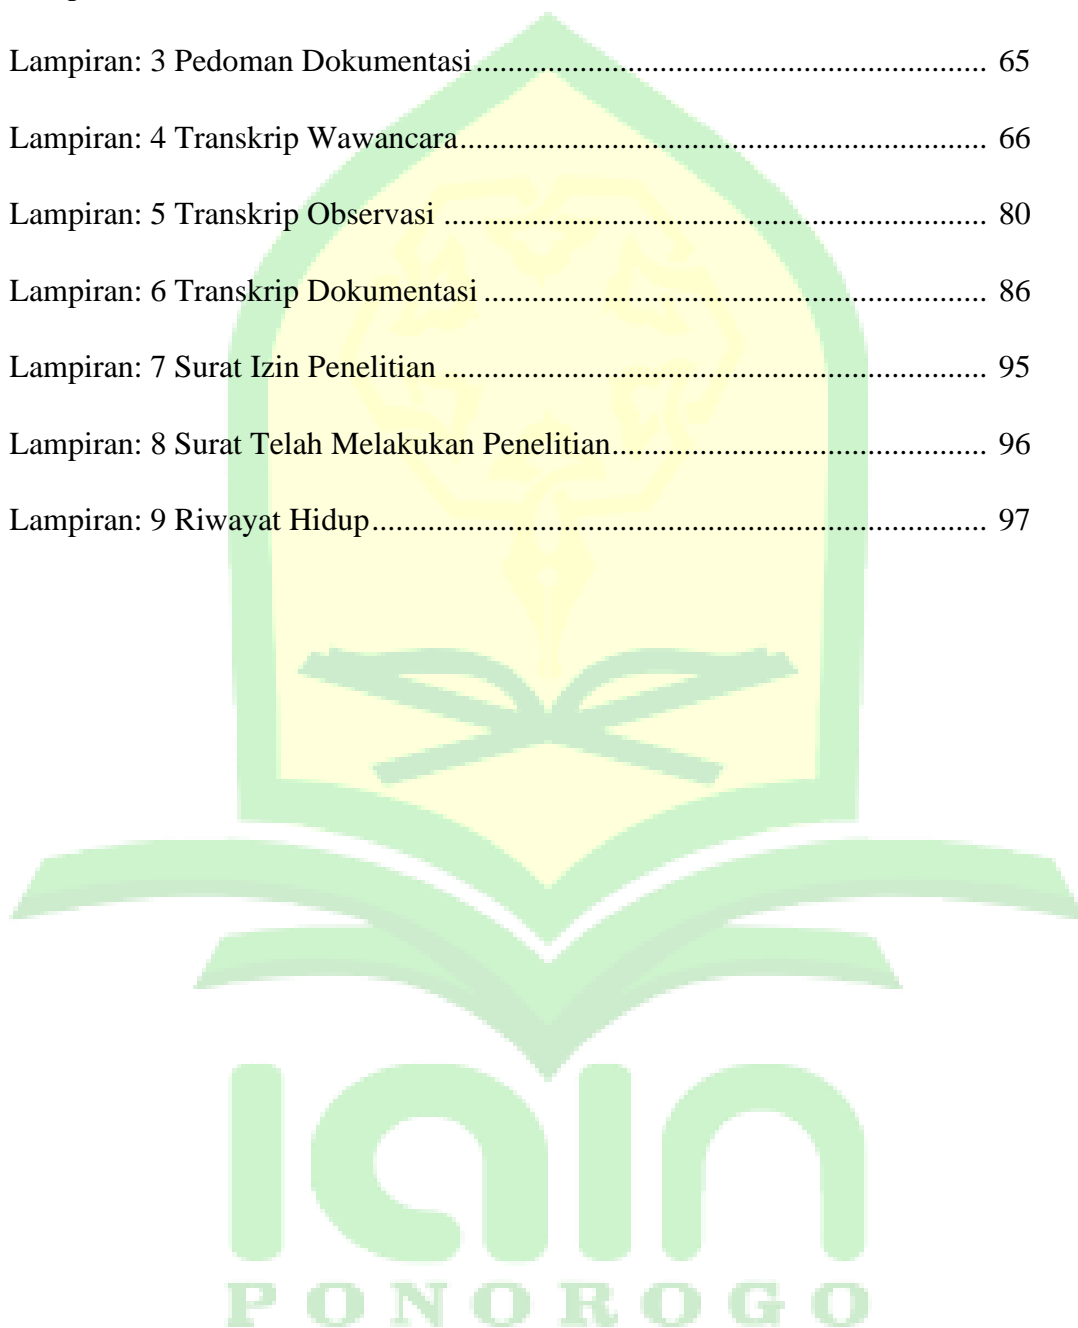 Lampiran: 3 Pedoman Dokumentasi................................................................ 65
Lampiran: 4 Transkrip Wawancara.................................................................. 66
Lampiran: 5 Transkrip Observasi .................................................................... 80
Lampiran: 6 Transkrip Dokumentasi ............................................................... 86
Lampiran: 7 Surat Izin Penelitian .................................................................... 95
Lampiran: 8 Surat Telah Melakukan Penelitian............................................... 96
Lampiran: 9 Riwayat Hidup............................................................................. 97
iain
PONOROGO